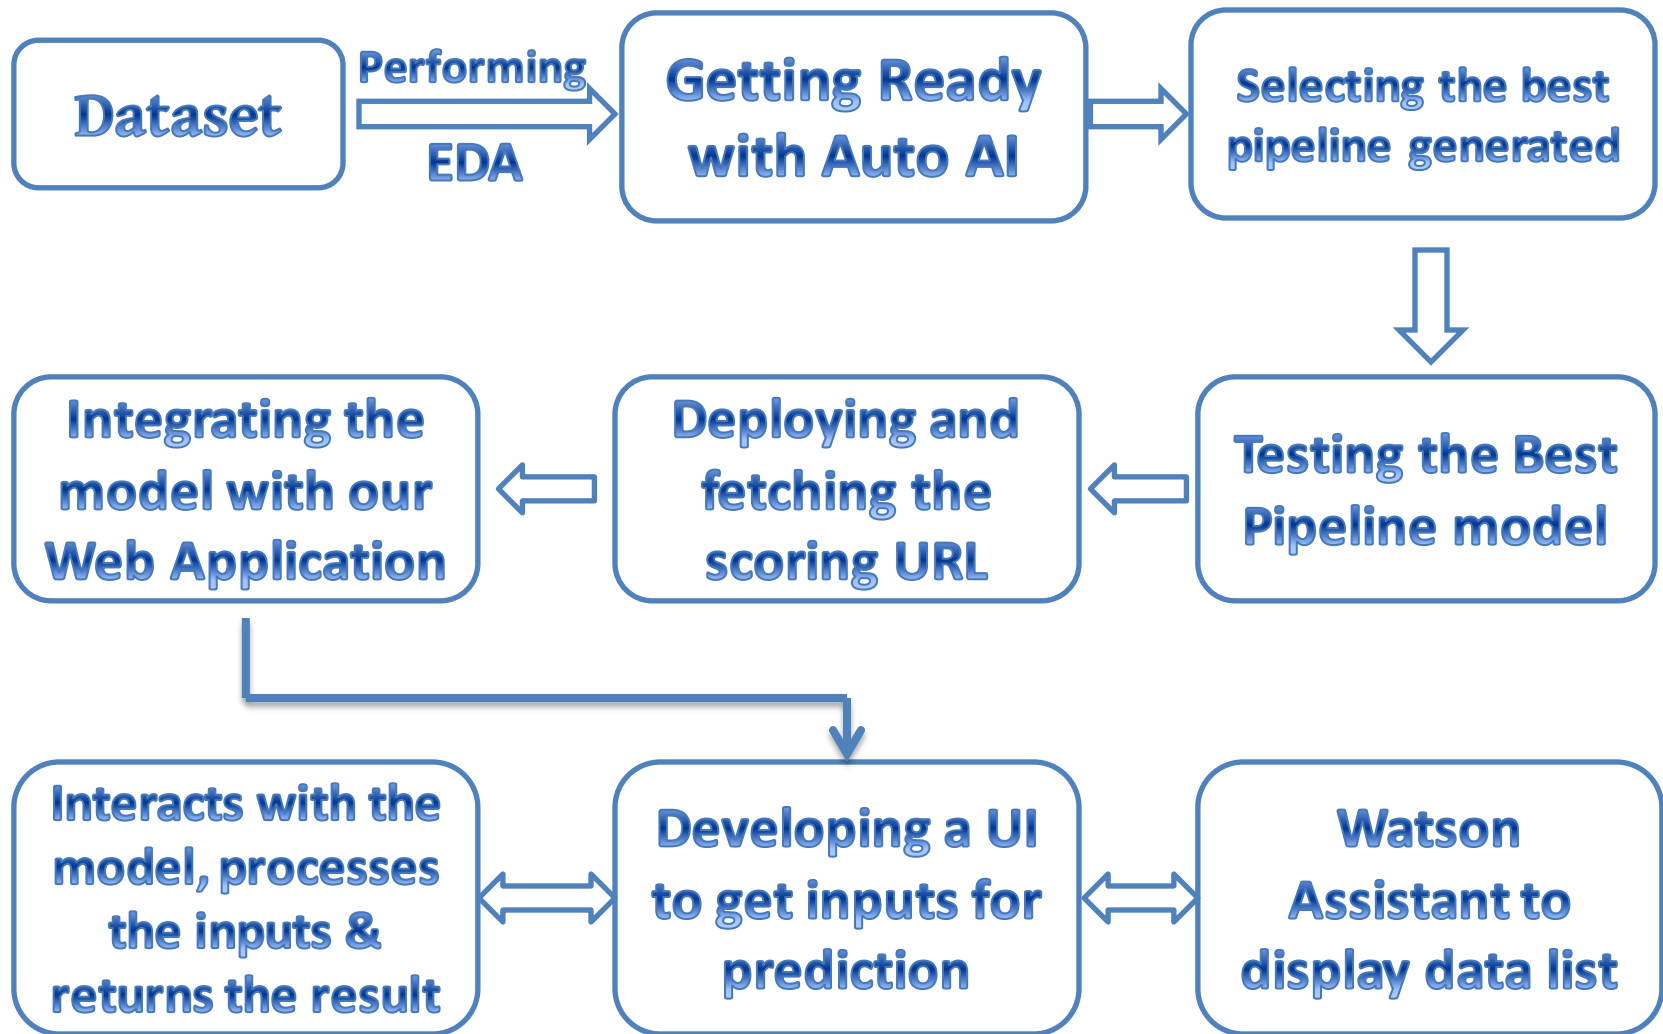 Dataset
Performing
EDA
Getting Ready
with Auto AI
Selecting the best
pipeline generated
Testing the Best
Pipeline model
Deploying and
fetching the
scoring URL
Integrating the
model with our
Web Application
Developing a UI
to get inputs for
prediction
Interacts with the
model, processes
the inputs &
returns the result
Watson
Assistant to
display data list